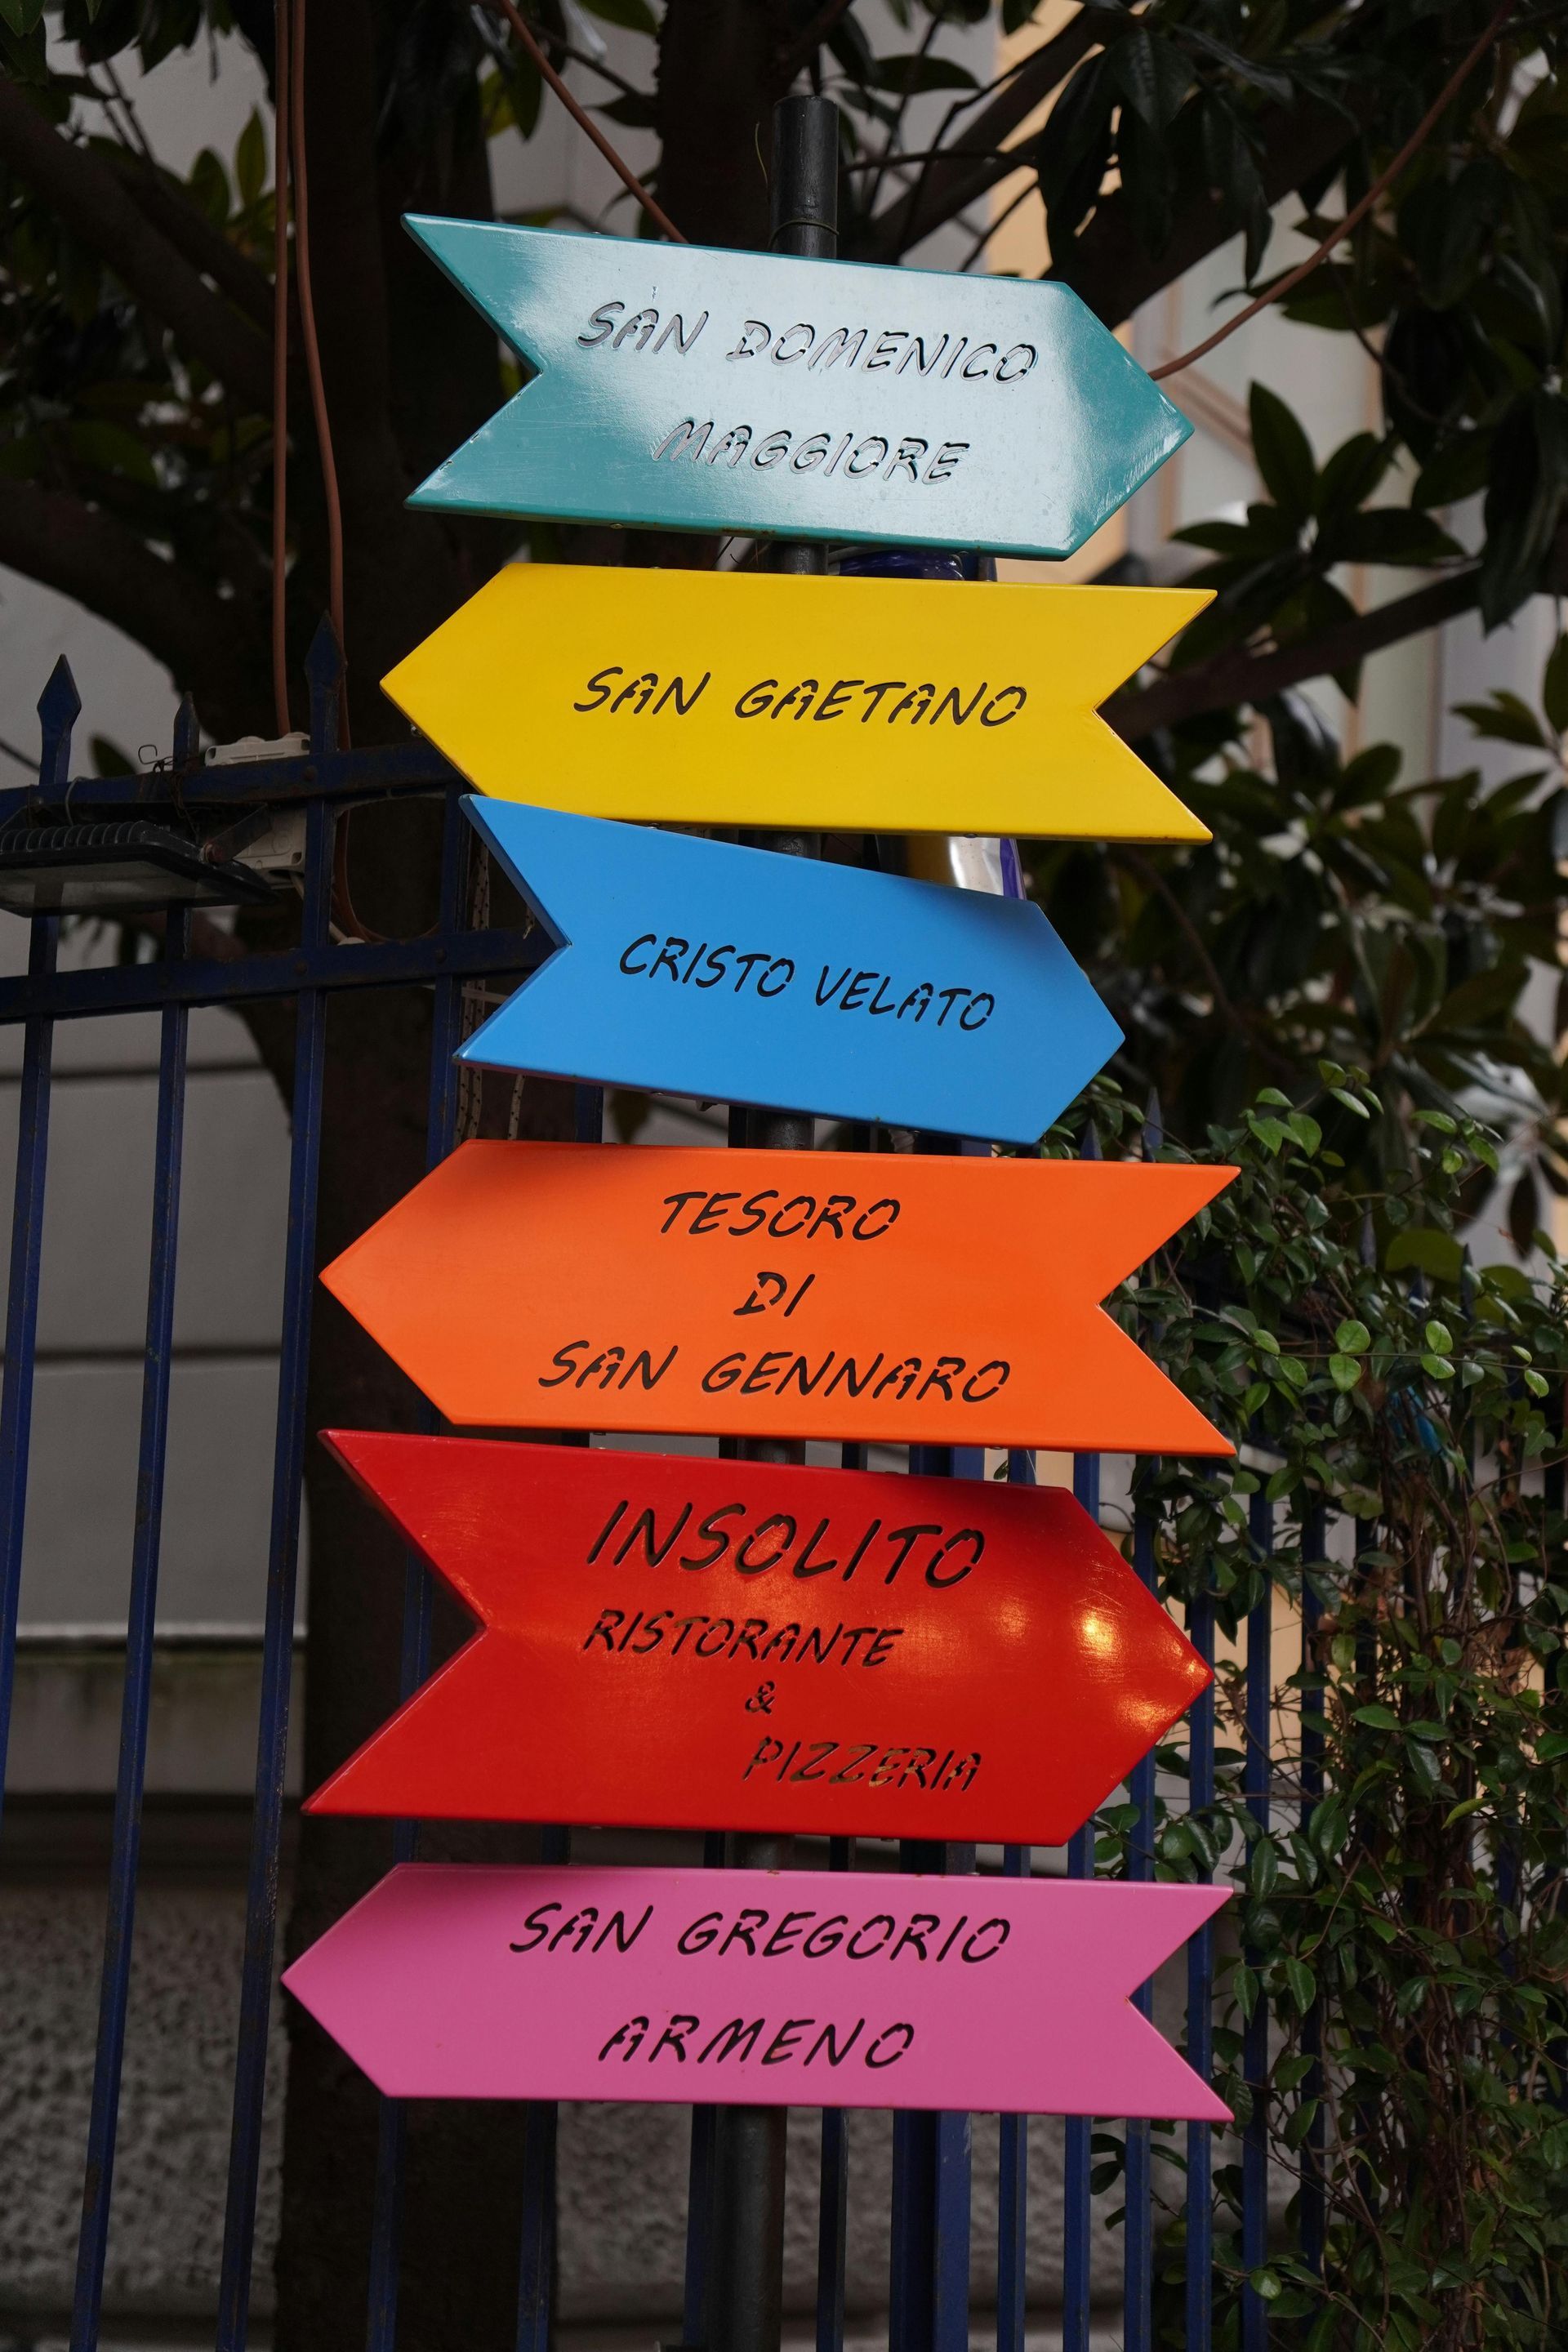 SAN DOMENICO
MAGGIORE
SAN GAETANO
CRISTO VELATO
TESORO
DI
SAN GENNARO
INSOLITO
RISTORANTE
&
PIZZERIA
SAN GREGORIO
ARMENO